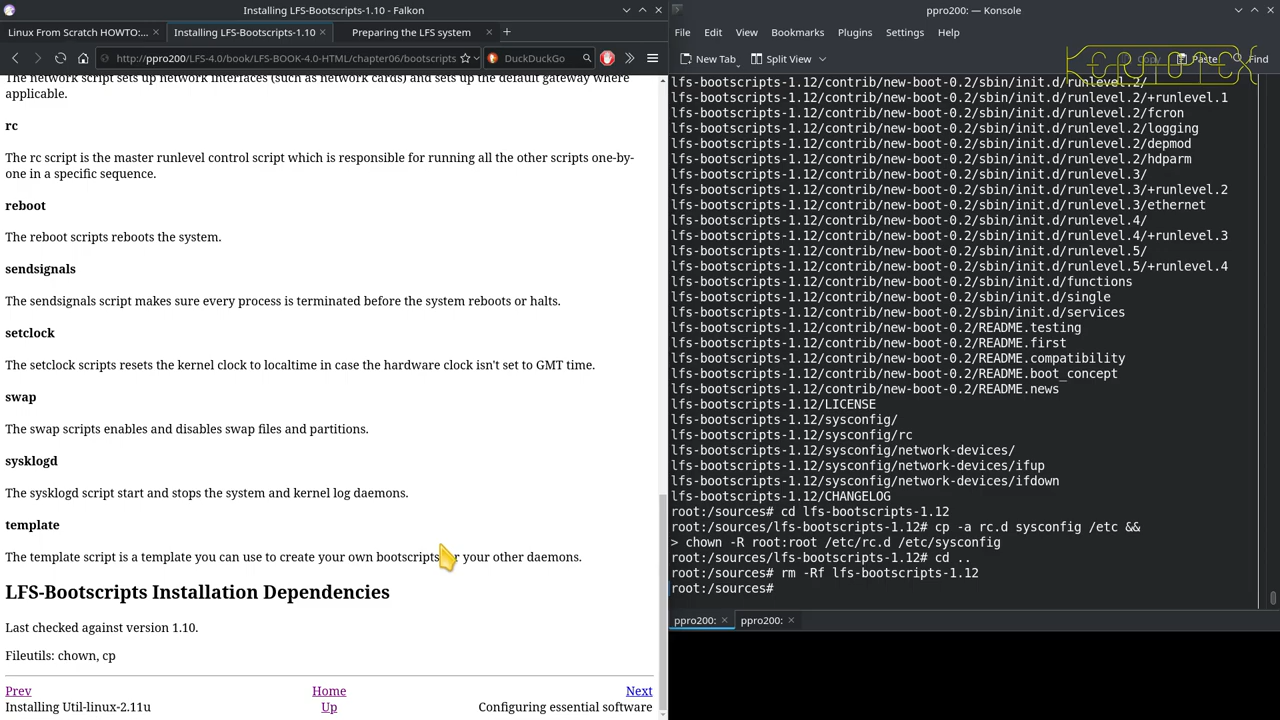 Installing LFS-Bootscripts-1.10 - Falkon
Linux From Scratch HOWTO:...
Installing LFS-Bootscripts-1.10
Preparing the LFS system
http://ppro200/LFS-4.0/book/LFS-BOOK-4.0-HTML/chapter06/bootscripts
DuckDuckGo
The network script sets up network interfaces (such as network cards) and sets up the default gateway where
applicable.
rc
The rc script is the master runlevel control script which is responsible for running all the other scripts one-by-
one in a specific sequence.
reboot
The reboot scripts reboots the system.
sendsignals
The sendsignals script makes sure every process is terminated before the system reboots or halts.
setclock
The setclock scripts resets the kernel clock to localtime in case the hardware clock isn't set to GMT time.
swap
The swap scripts enables and disables swap files and partitions.
sysklogd
The sysklogd script start and stops the system and kernel log daemons.
template
The template script is a template you can use to create your own bootscripts your other daemons.
LFS-Bootscripts Installation Dependencies
Last checked against version 1.10.
Fileutils: chown, cp
Prev
Home
Next
Installing Util-linux-2.11u
Up
Configuring essential software
ppro200: — Konsole
File Edit View Bookmarks Plugins Settings Help
New Tab
Split View
Copy
Paste
Find
lfs-bootscripts-1.12/contrib/new-boot-0.2/sbin/init.d/runlevel.2/
lfs-bootscripts-1.12/contrib/new-boot-0.2/sbin/init.d/runlevel.2/+runlevel.1
lfs-bootscripts-1.12/contrib/new-boot-0.2/sbin/init.d/runlevel.2/fcron
lfs-bootscripts-1.12/contrib/new-boot-0.2/sbin/init.d/runlevel.2/logging
lfs-bootscripts-1.12/contrib/new-boot-0.2/sbin/init.d/runlevel.2/depmod
lfs-bootscripts-1.12/contrib/new-boot-0.2/sbin/init.d/runlevel.2/hdparm
lfs-bootscripts-1.12/contrib/new-boot-0.2/sbin/init.d/runlevel.3/
lfs-bootscripts-1.12/contrib/new-boot-0.2/sbin/init.d/runlevel.3/+runlevel.2
lfs-bootscripts-1.12/contrib/new-boot-0.2/sbin/init.d/runlevel.3/ethernet
lfs-bootscripts-1.12/contrib/new-boot-0.2/sbin/init.d/runlevel.4/
lfs-bootscripts-1.12/contrib/new-boot-0.2/sbin/init.d/runlevel.4/+runlevel.3
lfs-bootscripts-1.12/contrib/new-boot-0.2/sbin/init.d/runlevel.5/
lfs-bootscripts-1.12/contrib/new-boot-0.2/sbin/init.d/runlevel.5/+runlevel.4
lfs-bootscripts-1.12/contrib/new-boot-0.2/sbin/init.d/functions
lfs-bootscripts-1.12/contrib/new-boot-0.2/sbin/init.d/single
lfs-bootscripts-1.12/contrib/new-boot-0.2/sbin/init.d/services
lfs-bootscripts-1.12/contrib/new-boot-0.2/README.testing
lfs-bootscripts-1.12/contrib/new-boot-0.2/README.first
lfs-bootscripts-1.12/contrib/new-boot-0.2/README.compatibility
lfs-bootscripts-1.12/contrib/new-boot-0.2/README.boot_concept
lfs-bootscripts-1.12/contrib/new-boot-0.2/README.news
lfs-bootscripts-1.12/LICENSE
lfs-bootscripts-1.12/sysconfig/
lfs-bootscripts-1.12/sysconfig/rc
lfs-bootscripts-1.12/sysconfig/network-devices/
lfs-bootscripts-1.12/sysconfig/network-devices/ifup
lfs-bootscripts-1.12/sysconfig/network-devices/ifdown
lfs-bootscripts-1.12/CHANGELOG
root:/sources# cd lfs-bootscripts-1.12
root:/sources/lfs-bootscripts-1.12# cp -a rc.d sysconfig /etc &&
> chown -R root:root /etc/rc.d /etc/sysconfig
root:/sources/lfs-bootscripts-1.12# cd ..
root:/sources# rm -Rf lfs-bootscripts-1.12
root:/sources#
ppro200:
ppro200: